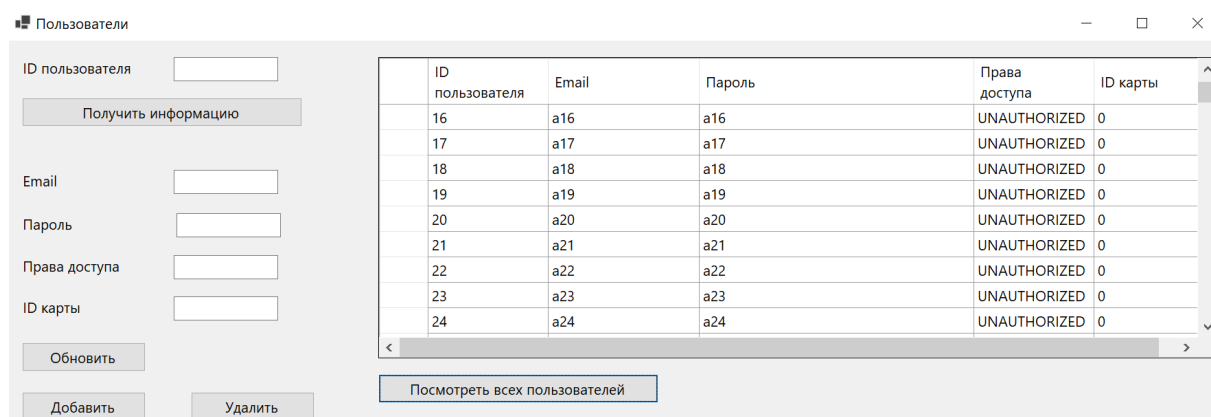 Пользователи
ID пользователя
Получить информацию
Email
Пароль
Права доступа
ID карты
Обновить
Добавить Удалить
ID пользователя Email Пароль Права доступа ID карты
16 a16 a16 UNAUTHORIZED 0
17 a17 a17 UNAUTHORIZED 0
18 a18 a18 UNAUTHORIZED 0
19 a19 a19 UNAUTHORIZED 0
20 a20 a20 UNAUTHORIZED 0
21 a21 a21 UNAUTHORIZED 0
22 a22 a22 UNAUTHORIZED 0
23 a23 a23 UNAUTHORIZED 0
24 a24 a24 UNAUTHORIZED 0
Посмотреть всех пользователей